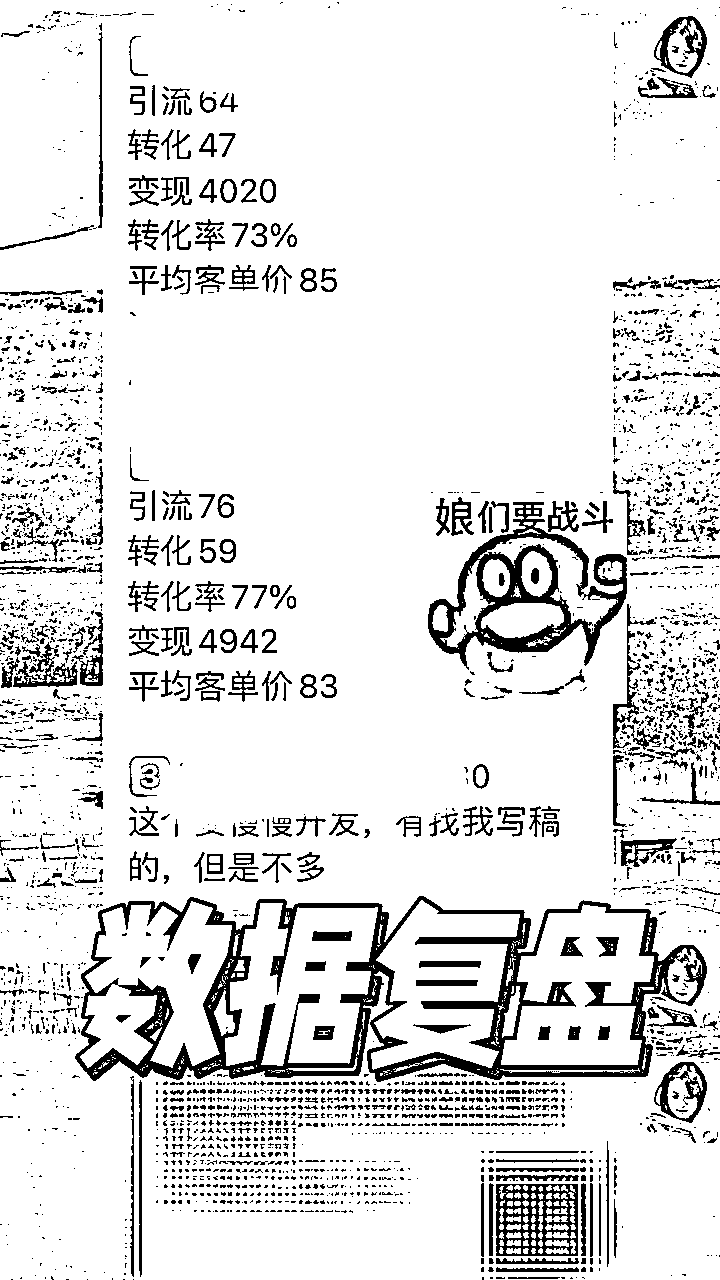 引流64
转化47
变现4020
转化率73%
平均客单价85
引流76
娘们要战斗
转化59
转化率77%
变现4942
平均客单价83
3 0
这个 慢慢开发，有找我写稿
的，但是不多
数据复盘